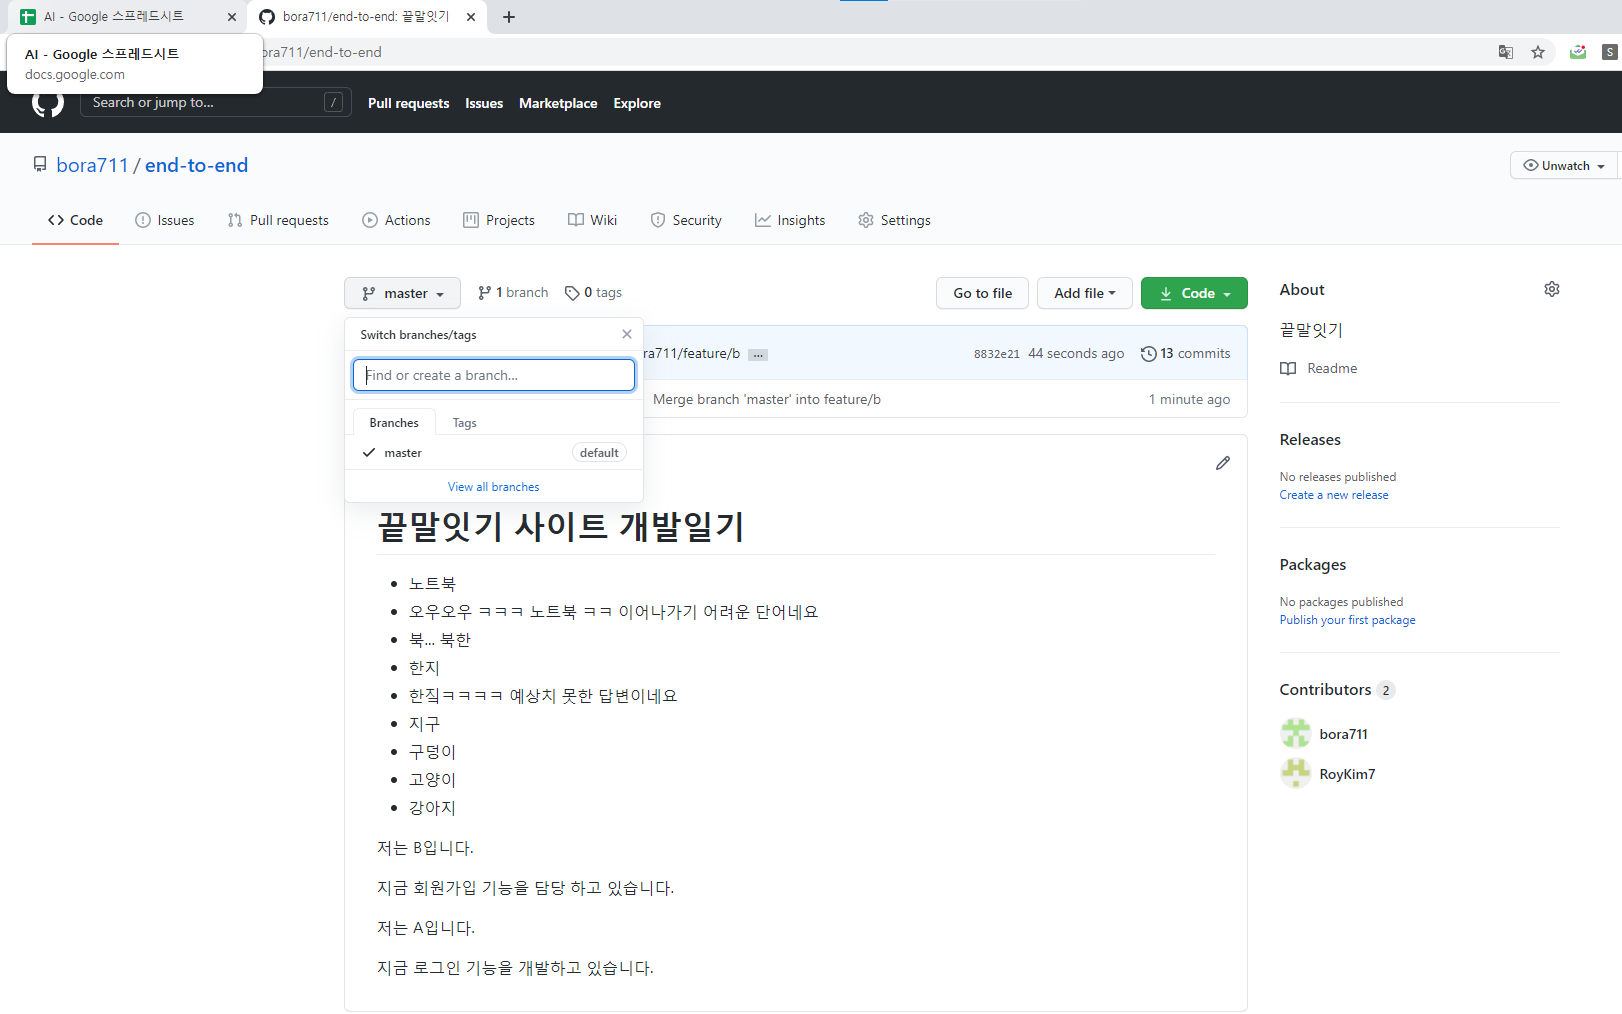 AI - Google 스프레드시트
bora711/end-to-end: 끝말잇기
AI - Google 스프레드시트
docs.google.com
ora711/end-to-end
S
Search or jump to...
/
Pull requests
Issues
Marketplace
Explore
bora711 / end-to-end
Unwatch
Code
Issues
Pull requests
Actions
Projects
Wiki
Security
Insights
Settings
master
1 branch
0 tags
Go to file
Add file
Code
Switch branches/tags
Find or create a branch...
Branches
Tags
master
default
View all branches
ra711/feature/b
...
8832e21
44 seconds ago
13 commits
Merge branch 'master' into feature/b
1 minute ago
끝말잇기 사이트 개발일기
노트북
오우오우 ㅋㅋㅋ 노트북 ㅋㅋ 이어나가기 어려운 단어네요
북... 북한
한지
한짘ㅋㅋㅋㅋ 예상치 못한 답변이네요
지구
구덩이
고양이
강아지
저는 B입니다.
지금 회원가입 기능을 담당 하고 있습니다.
저는 A입니다.
지금 로그인 기능을 개발하고 있습니다.
About
끝말잇기
Readme
Releases
No releases published
Create a new release
Packages
No packages published
Publish your first package
Contributors 2
bora711
RoyKim7